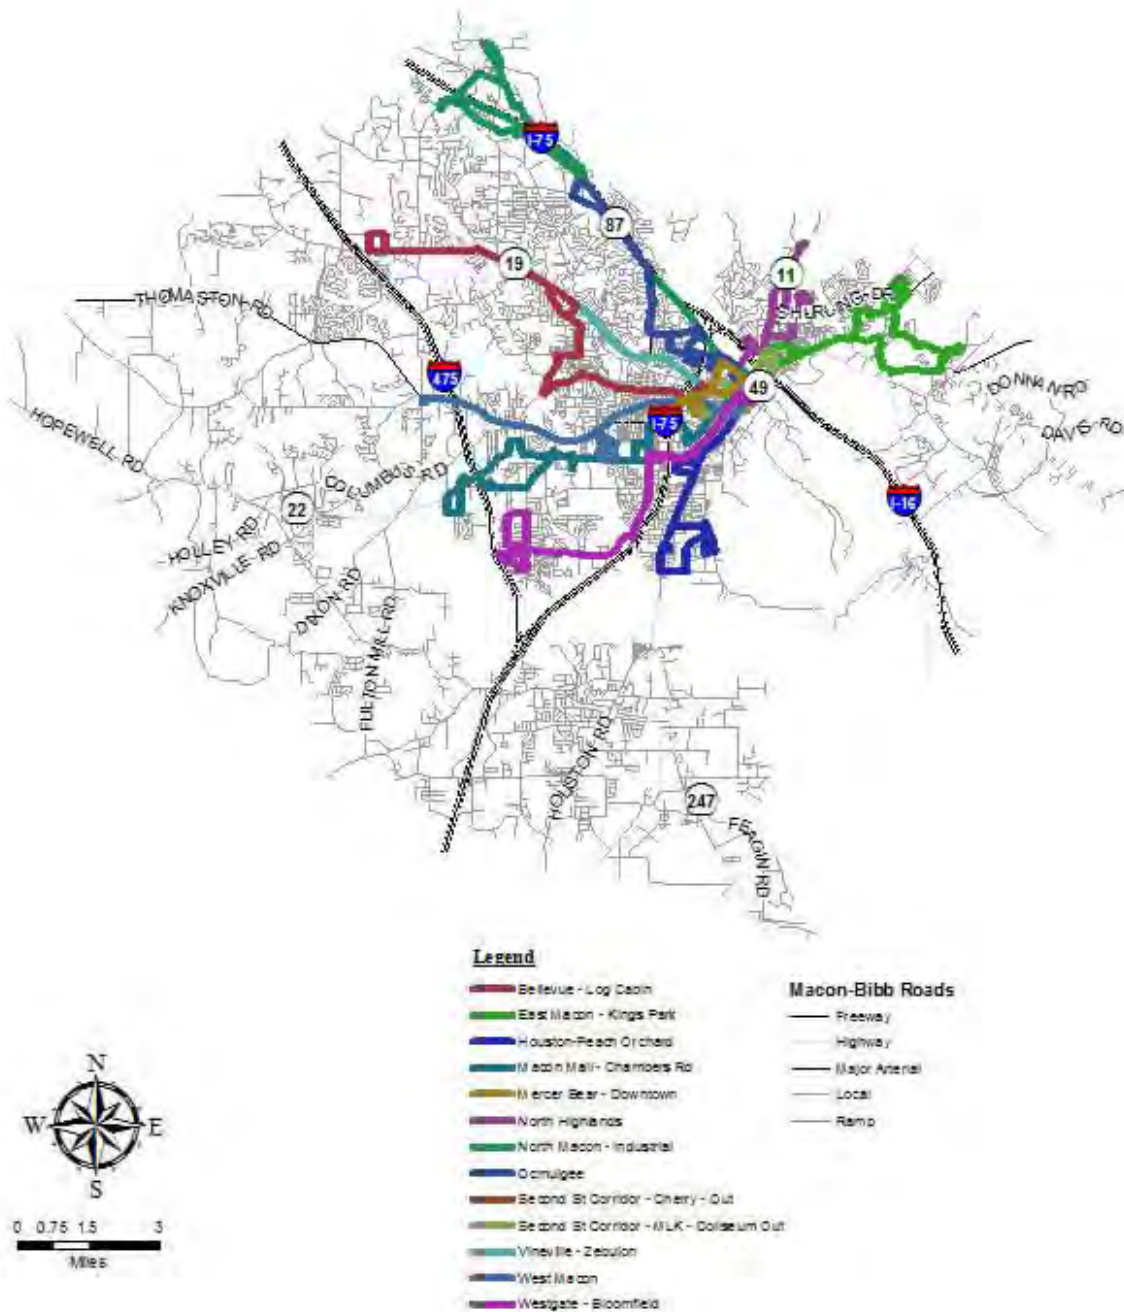 I-75
87
19
11
SHURLING-DR
THOMASTON-RD
475
49
DONNAN RD
HOPEWELL RD
I-75
DAVIS-RD
COLUMBUS-RD
22
I-16
HOLLEY-RD
KNOXVILLE-RD
DIXON RD
FULTON MILL-RD
HOUSTON-RD
247
FEAGIN-RD
Legend
Bellevue - Log Cabin
East Macon - Kings Park
Houston-Peach Orchard
Macon Mall - Chambers Rd
Mercer Bear - Downtown
North Highlands
North Macon - Industrial
Ocmulgee
Second St Corridor - Cherry - Out
Second St Corridor - MLK - Coliseum Out
Vineville - Zebulon
West Macon
Westgate - Bloomfield
Macon-Bibb Roads
Freeway
Highway
Major Arterial
Local
Ramp
N
W E
S
0 0.75 1.5 3
Miles